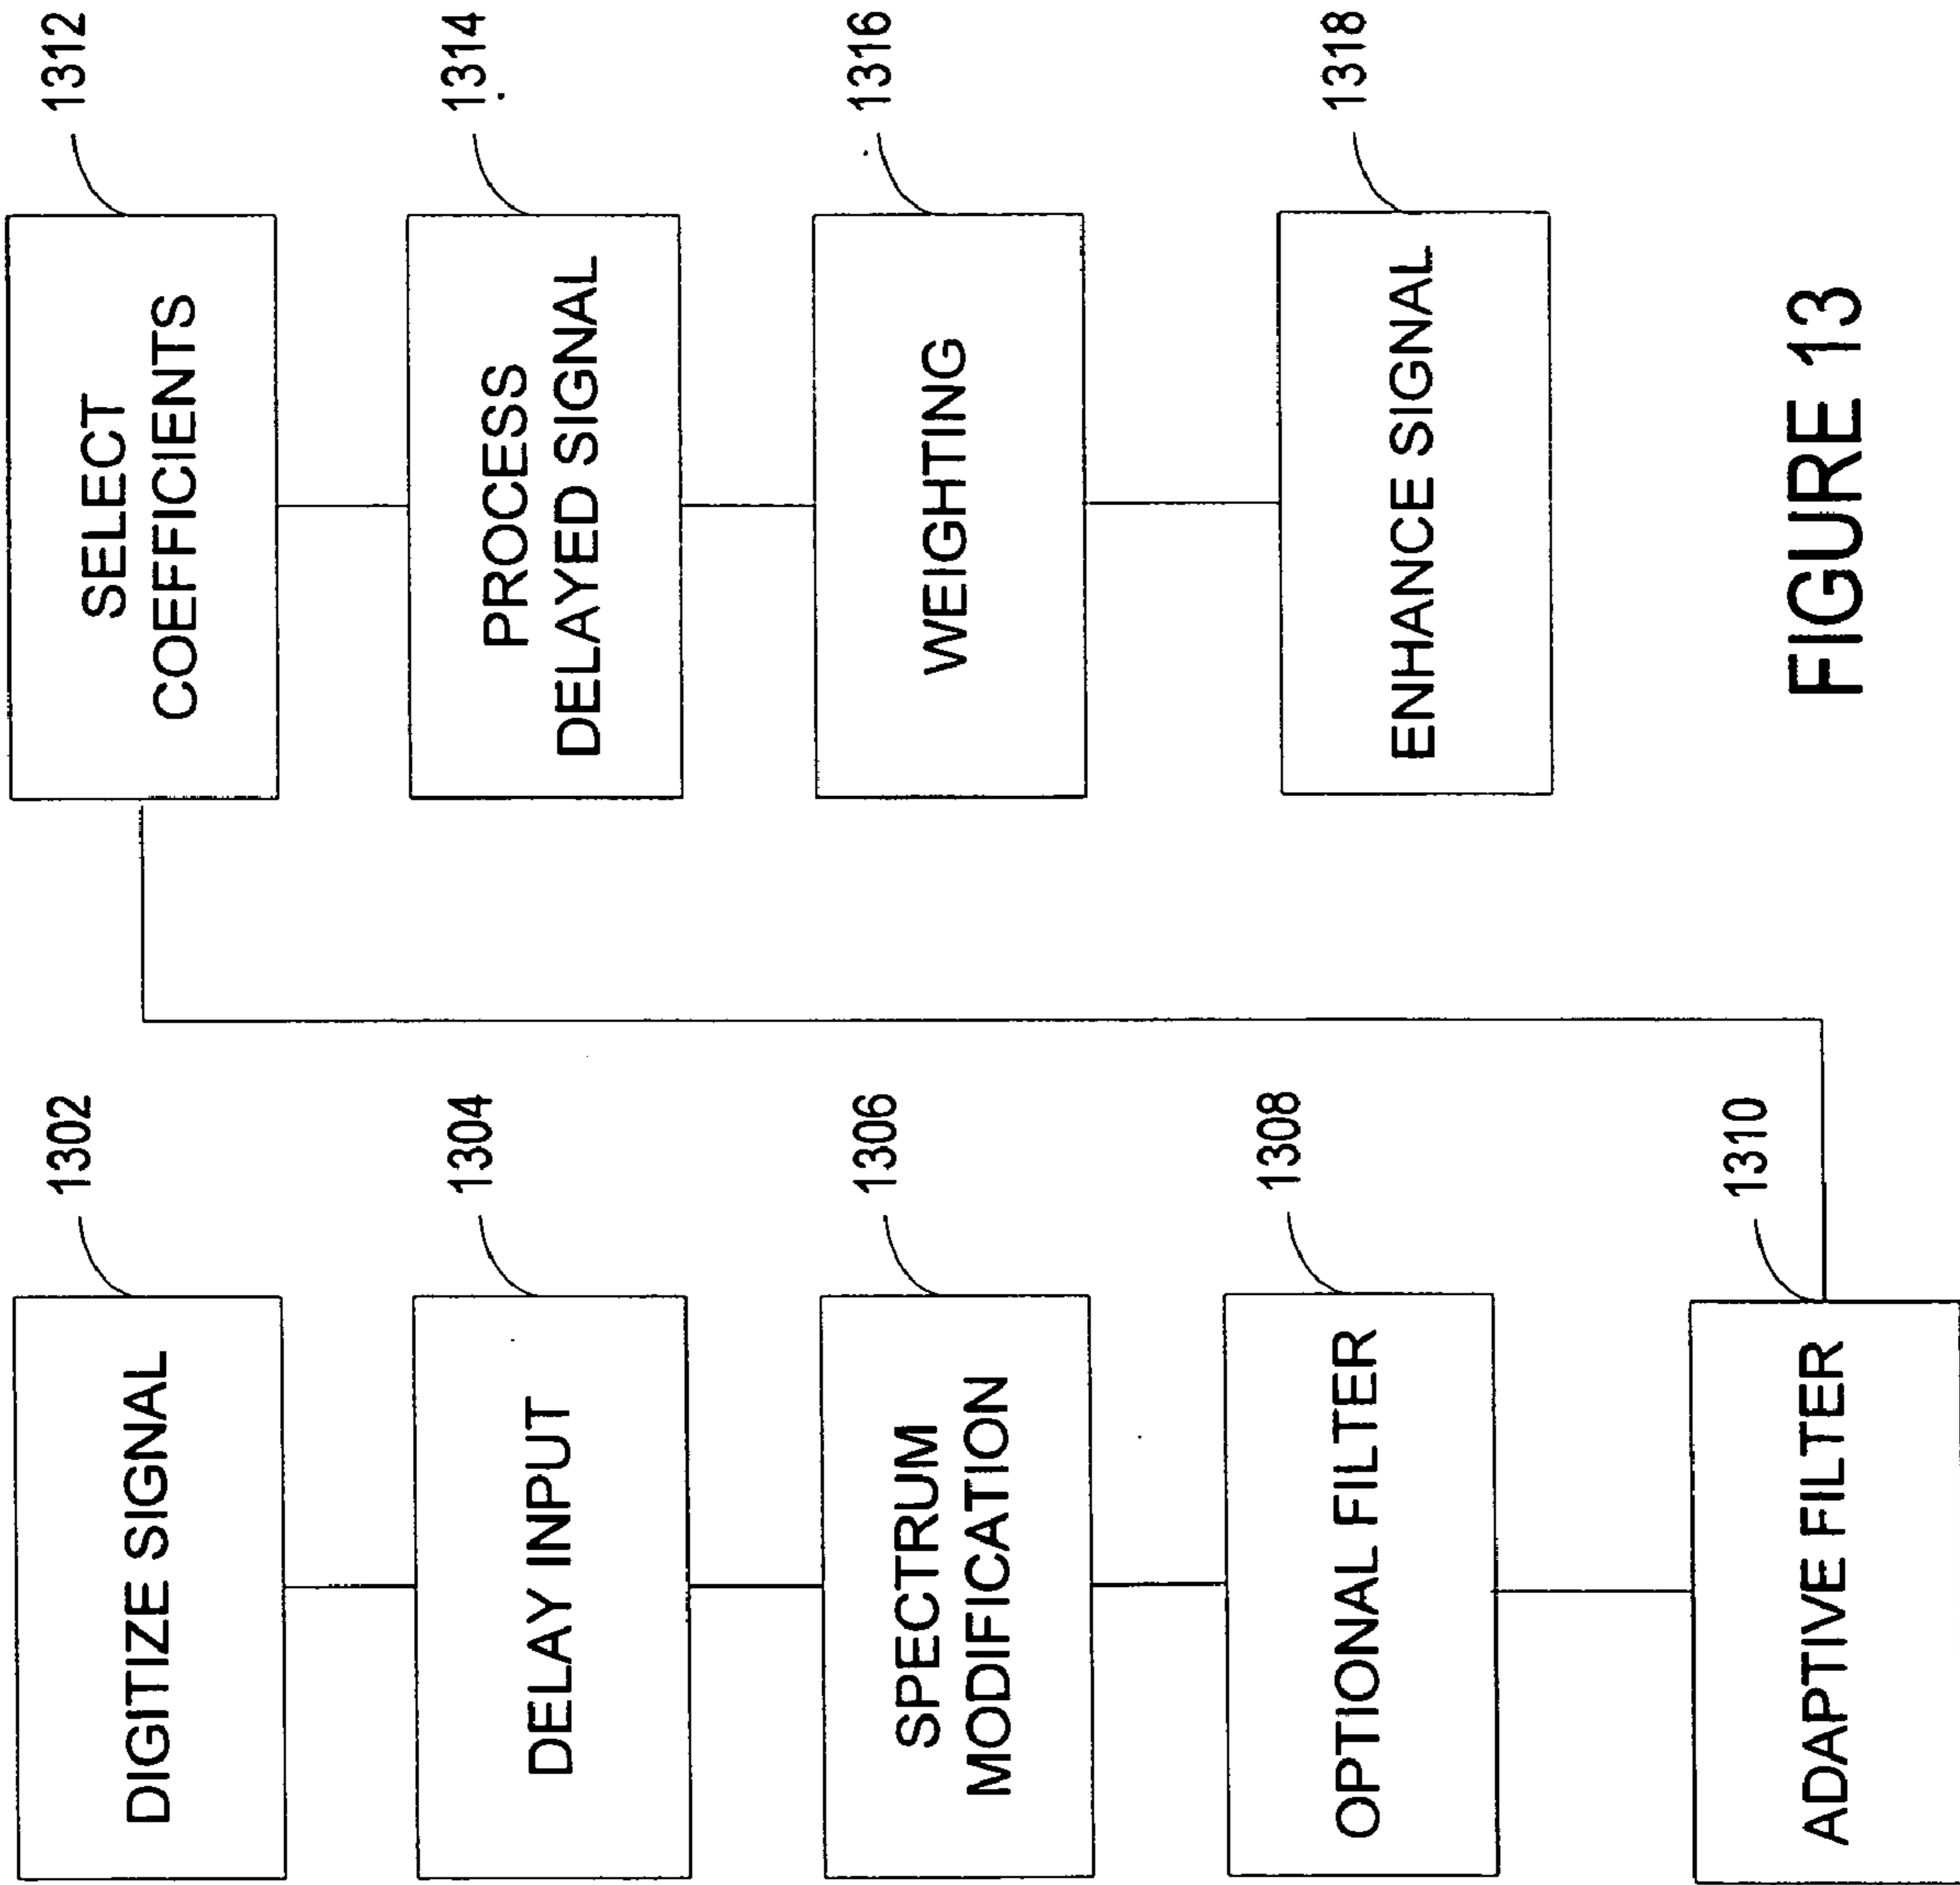 1302
DIGITIZE SIGNAL
1304
DELAY INPUT
1306
SPECTRUM
MODIFICATION
1308
OPTIONAL FILTER
1310
ADAPTIVE FILTER
1312
SELECT
COEFFICIENTS
1314
PROCESS
DELAYED SIGNAL
1316
WEIGHTING
1318
ENHANCE SIGNAL
FIGURE 13